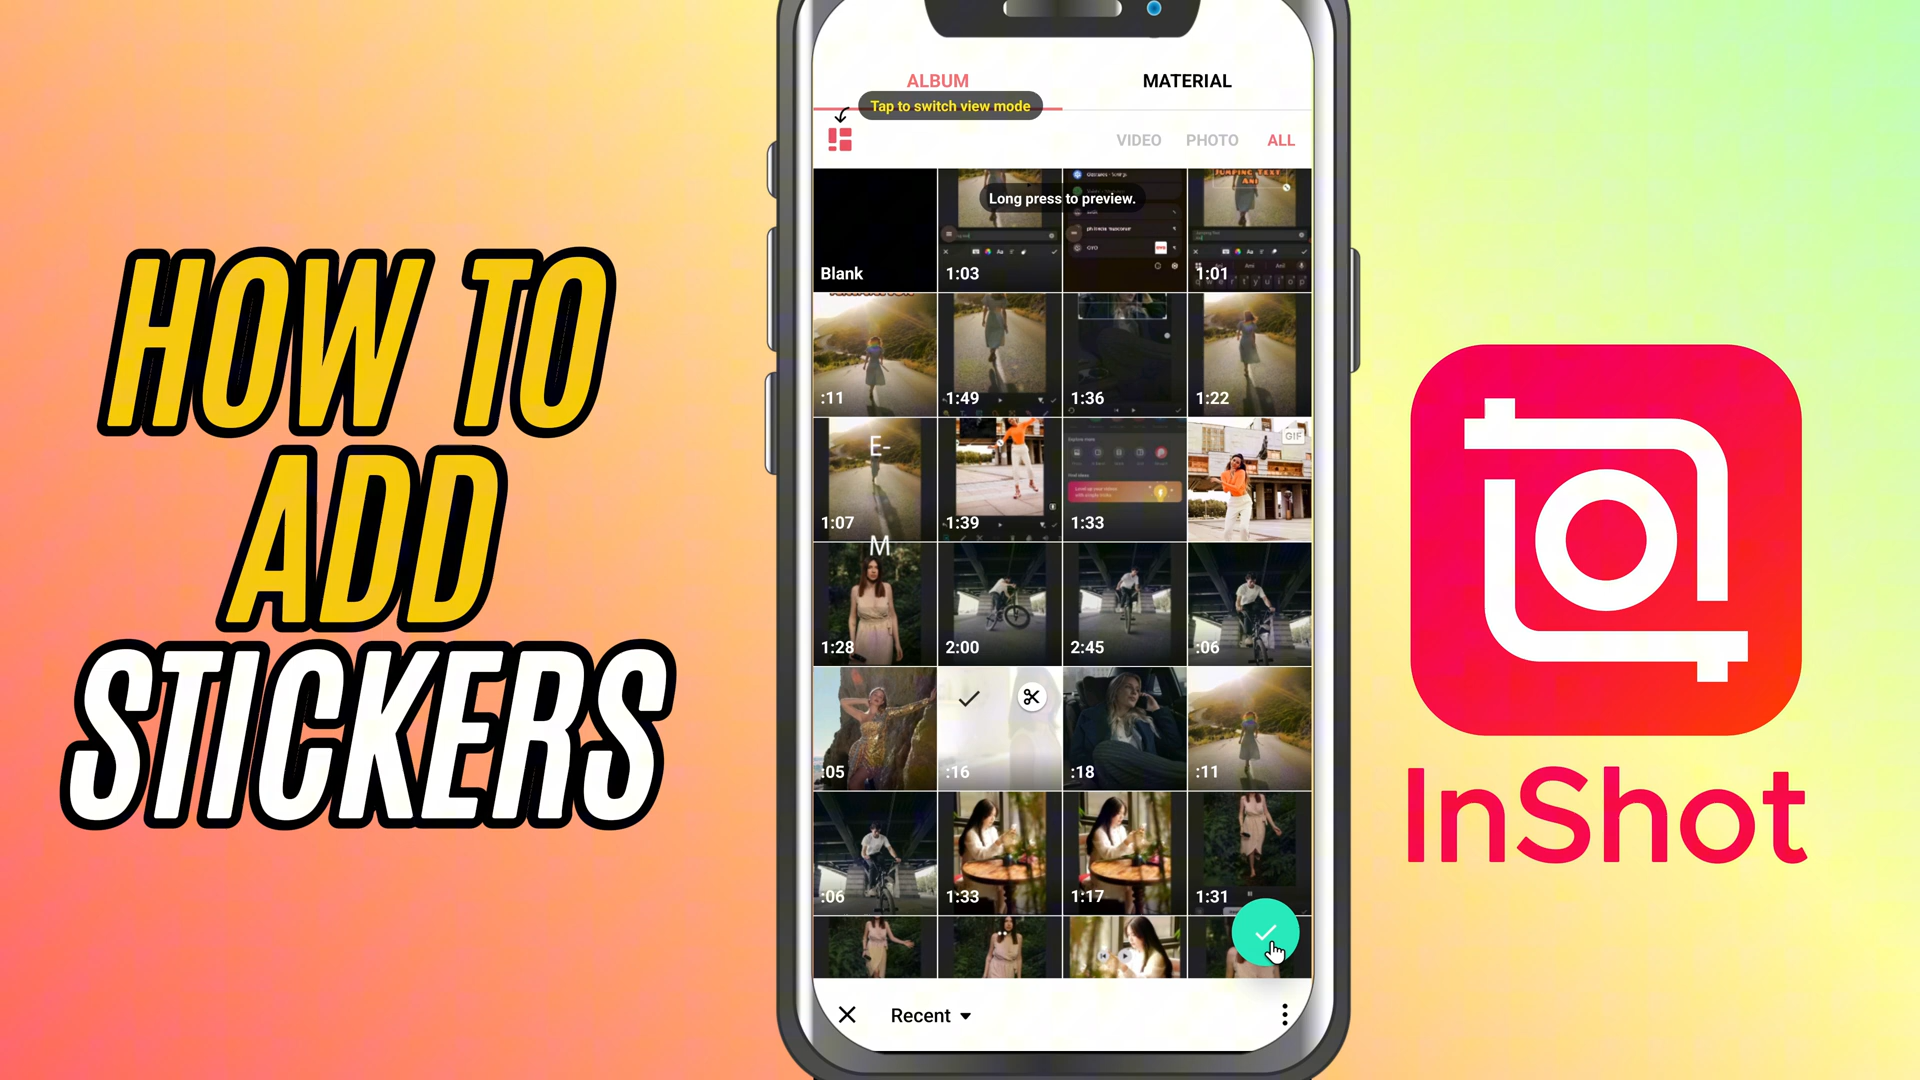 HOW TO
ADD
STICKERS
ALBUM
MATERIAL
Tap to switch view mode
VIDEO
PHOTO
ALL
JUMPING TEXT
ANI
Long press to preview.
Blank
1:03
1:01
:11
1:49
1:36
1:22
E-
GIF
1:07
1:39
1:33
M
1:28
2:00
2:45
:06
:05
:16
:18
:11
:06
1:33
1:17
1:31
Recent
InShot